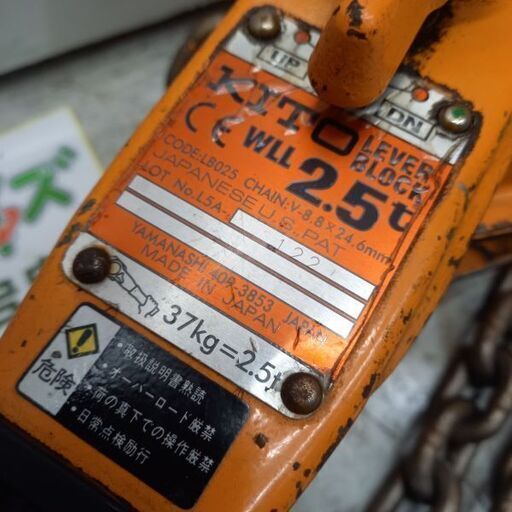 UP
DN
KITO
LEVER
BLOCK
CE WLL 2.5t
CODE:LB025 CHAIN:V-8.8×24.6mm
JAPANESE U.S. PAT
LOT No.L5A-
122
YAMANASHI 409-3853 JAPAN
MADE IN JAPAN
37kg=2.5t
危険
・取扱説明書熟読
・オーバーロード厳禁
・荷の真下での操作厳禁
・日常点検励行